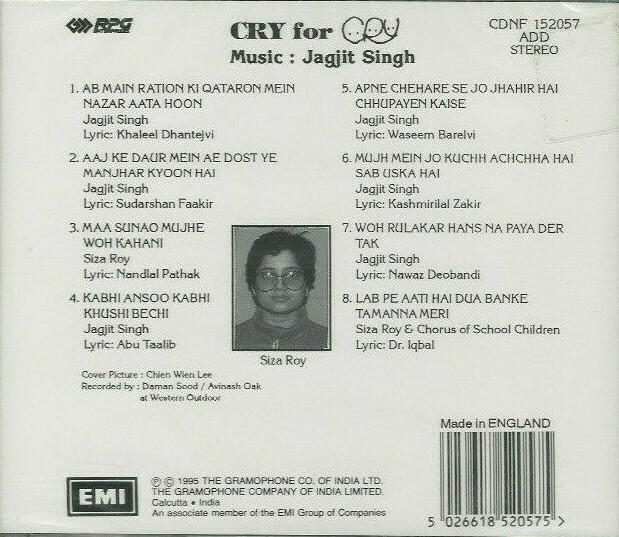 RPG
CRY for CRY
Music : Jagjit Singh
CDNF 152057
ADD
STEREO
1. AB MAIN RATION KI QATARON MEIN
NAZAR AATA HOON
Jagjit Singh
Lyric: Khaleel Dhantejvi
2. AAJ KE DAUR MEIN AE DOST YE
MANJHAR KYOON HAI
Jagjit Singh
Lyric: Sudarshan Faakir
3. MAA SUNAO MUJHE
WOH KAHANI
Siza Roy
Lyric: Nandlal Pathak
4. KABHI ANSOO KABHI
KHUSHI BECHI
Jagjit Singh
Lyric: Abu Taalib
5. APNE CHEHARE SE JO JHAHIR HAI
CHHUPAYEN KAISE
Jagjit Singh
Lyric: Waseem Barelvi
6. MUJH MEIN JO KUCHH ACHCHHA HAI
SAB USKA HAI
Jagjit Singh
Lyric: Kashmirilal Zakir
7. WOH RULAKAR HANS NA PAYA DER
TAK
Jagjit Singh
Lyric: Nawaz Deobandi
8. LAB PE AATI HAI DUA BANKE
TAMANNA MERI
Siza Roy & Chorus of School Children
Lyric: Dr. Iqbal
Siza Roy
Cover Picture : Chien Wien Lee
Recorded by : Daman Sood / Avinash Oak
at Western Outdoor
Made in ENGLAND
EMI
℗ © 1995 THE GRAMOPHONE CO. OF INDIA LTD.
THE GRAMOPHONE COMPANY OF INDIA LIMITED.
Calcutta • India
An associate member of the EMI Group of Companies
5 026618 520575 >